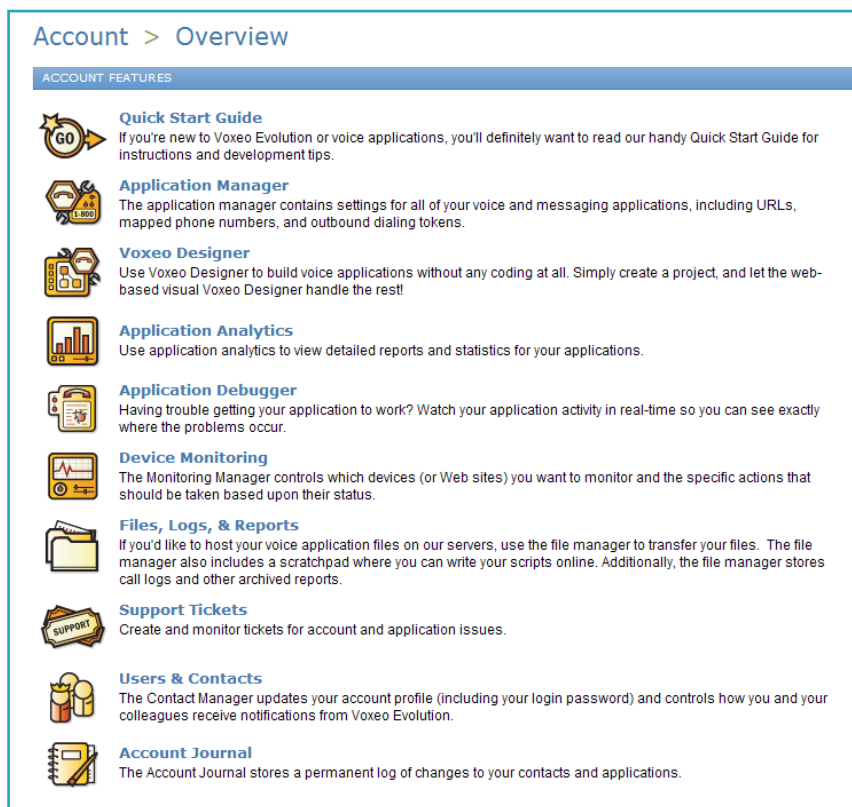 Account > Overview
ACCOUNT FEATURES
Quick Start Guide
GO
If you're new to Voxeo Evolution or voice applications, you'll definitely want to read our handy Quick Start Guide for
instructions and development tips.
Application Manager
1-800
The application manager contains settings for all of your voice and messaging applications, including URLs,
mapped phone numbers, and outbound dialing tokens.
Voxeo Designer
Use Voxeo Designer to build voice applications without any coding at all. Simply create a project, and let the web-
based visual Voxeo Designer handle the rest!
Application Analytics
Use application analytics to view detailed reports and statistics for your applications.
Application Debugger
Having trouble getting your application to work? Watch your application activity in real-time so you can see exactly
where the problems occur.
Device Monitoring
The Monitoring Manager controls which devices (or Web sites) you want to monitor and the specific actions that
should be taken based upon their status.
Files, Logs, & Reports
If you'd like to host your voice application files on our servers, use the file manager to transfer your files.  The file
manager also includes a scratchpad where you can write your scripts online. Additionally, the file manager stores
call logs and other archived reports.
Support Tickets
SUPPORT
Create and monitor tickets for account and application issues.
Users & Contacts
The Contact Manager updates your account profile (including your login password) and controls how you and your
colleagues receive notifications from Voxeo Evolution.
Account Journal
The Account Journal stores a permanent log of changes to your contacts and applications.